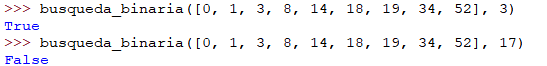 >>> busqueda_binaria([0, 1, 3, 8, 14, 18, 19, 34, 52], 3)
True
>>> busqueda_binaria([0, 1, 3, 8, 14, 18, 19, 34, 52], 17)
False